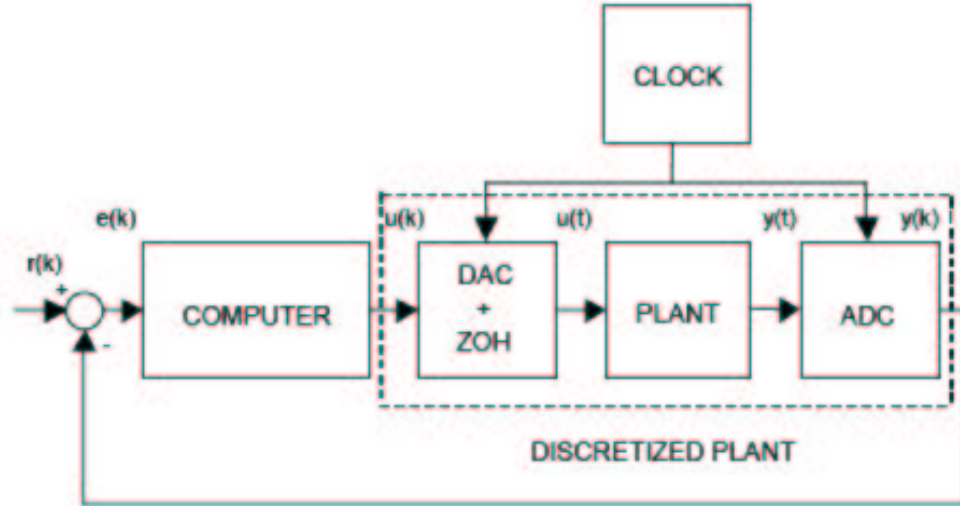 CLOCK
e(k)
u(k)
u(t)
y(t)
y(k)
r(k)
+
-
COMPUTER
DAC
+
ZOH
PLANT
ADC
DISCRETIZED PLANT